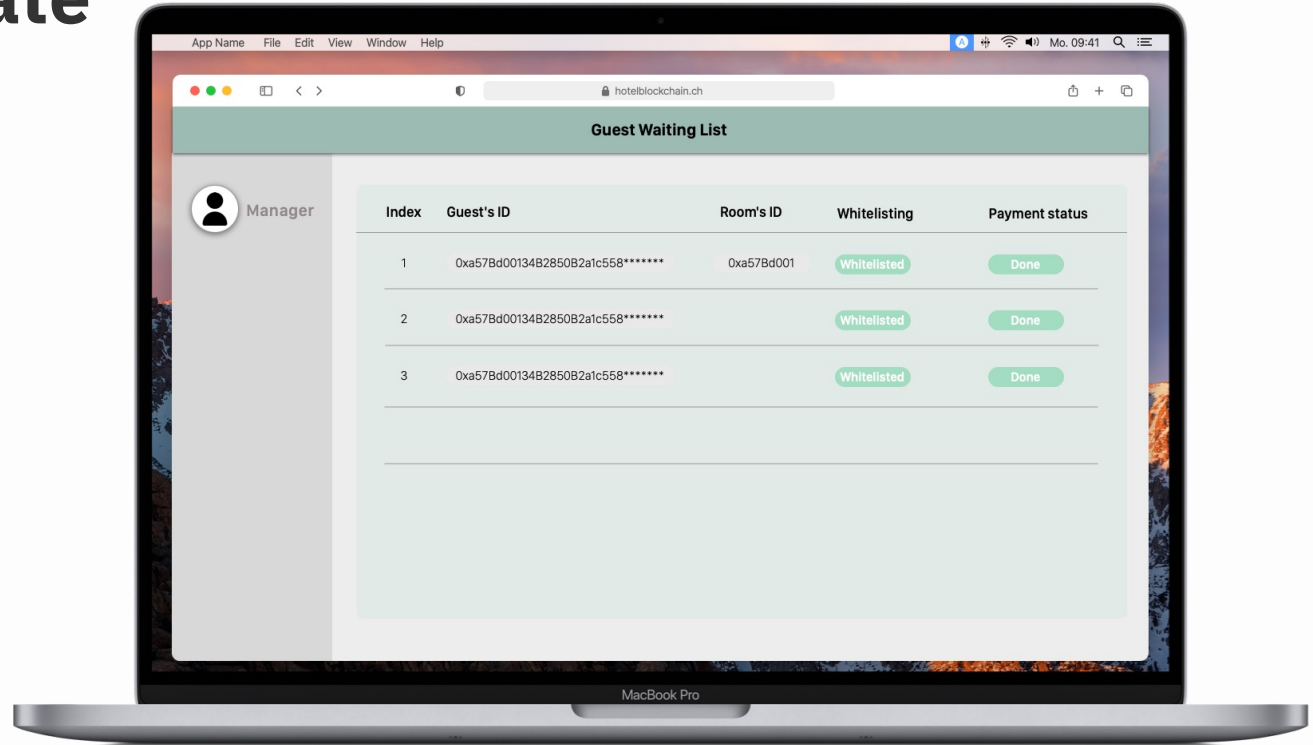 App Name File Edit View Window Help Mo. 09:41
hotelblockchain.ch
Guest Waiting List
Manager
Index Guest's ID Room's ID Whitelisting Payment status
1 0xa57Bd00134B2850B2a1c558******* 0xa57Bd001 Whitelisted Done
2 0xa57Bd00134B2850B2a1c558******* Whitelisted Done
3 0xa57Bd00134B2850B2a1c558******* Whitelisted Done
MacBook Pro